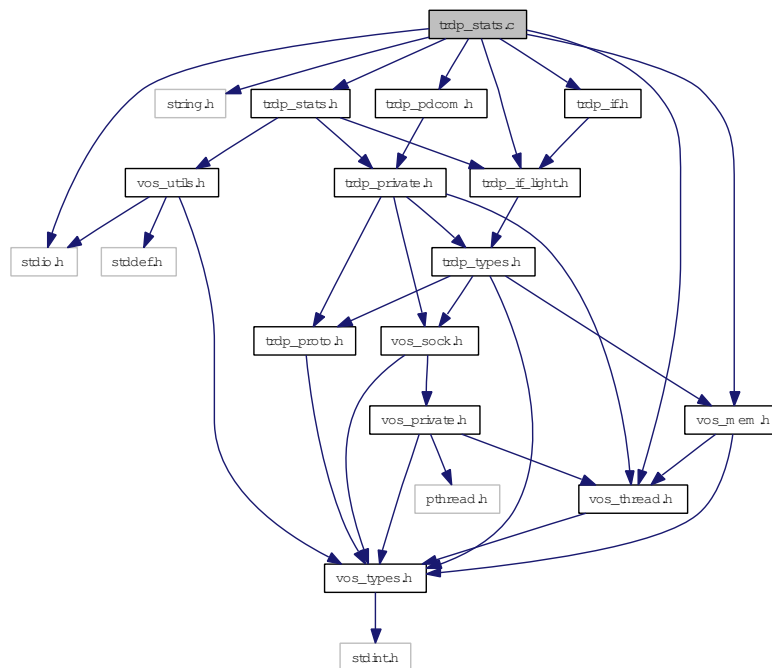 trdp_stats.c
string.h
trdp_stats.h
trdp_pdcom.h
trdp_if.h
vos_utils.h
trdp_private.h
trdp_if_light.h
stdio.h
stddef.h
trdp_types.h
trdp_proto.h
vos_sock.h
vos_private.h
vos_mem.h
pthread.h
vos_thread.h
vos_types.h
stdint.h